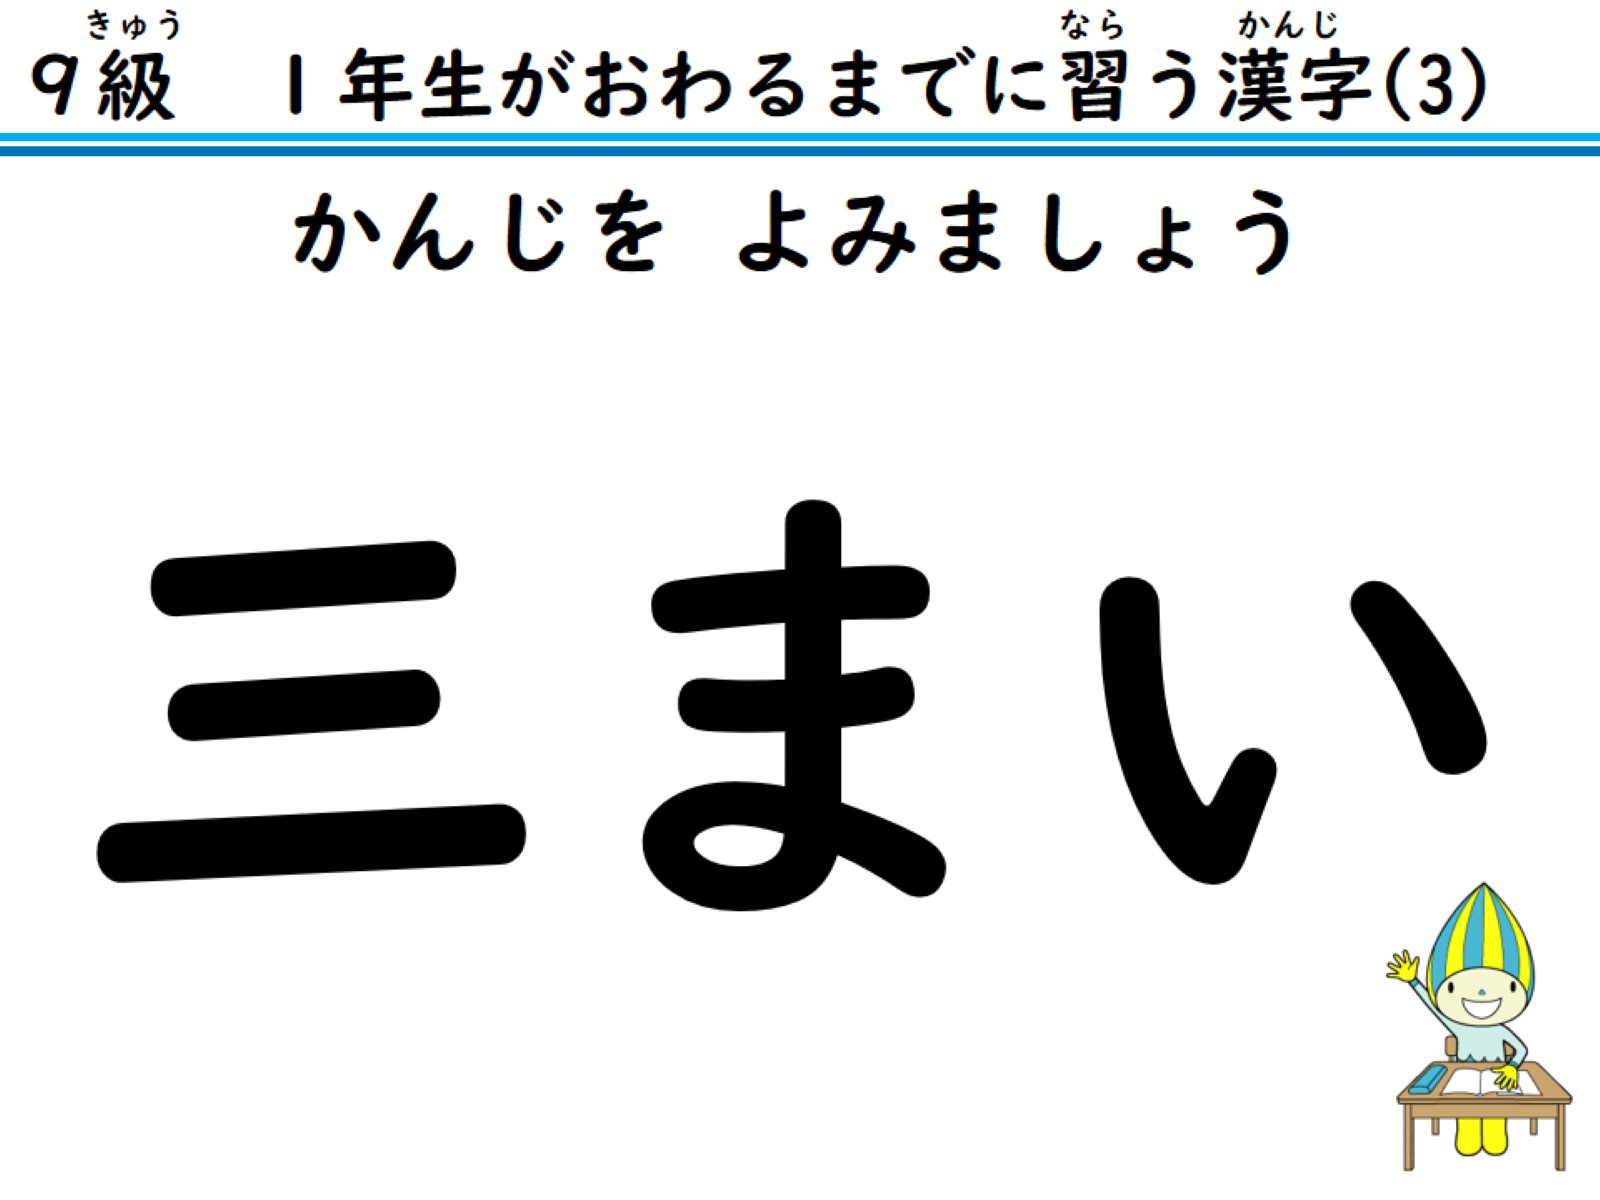 きゅう なら かんじ
９級　１年生がおわるまでに習う漢字(３)
かんじを よみましょう
三まい